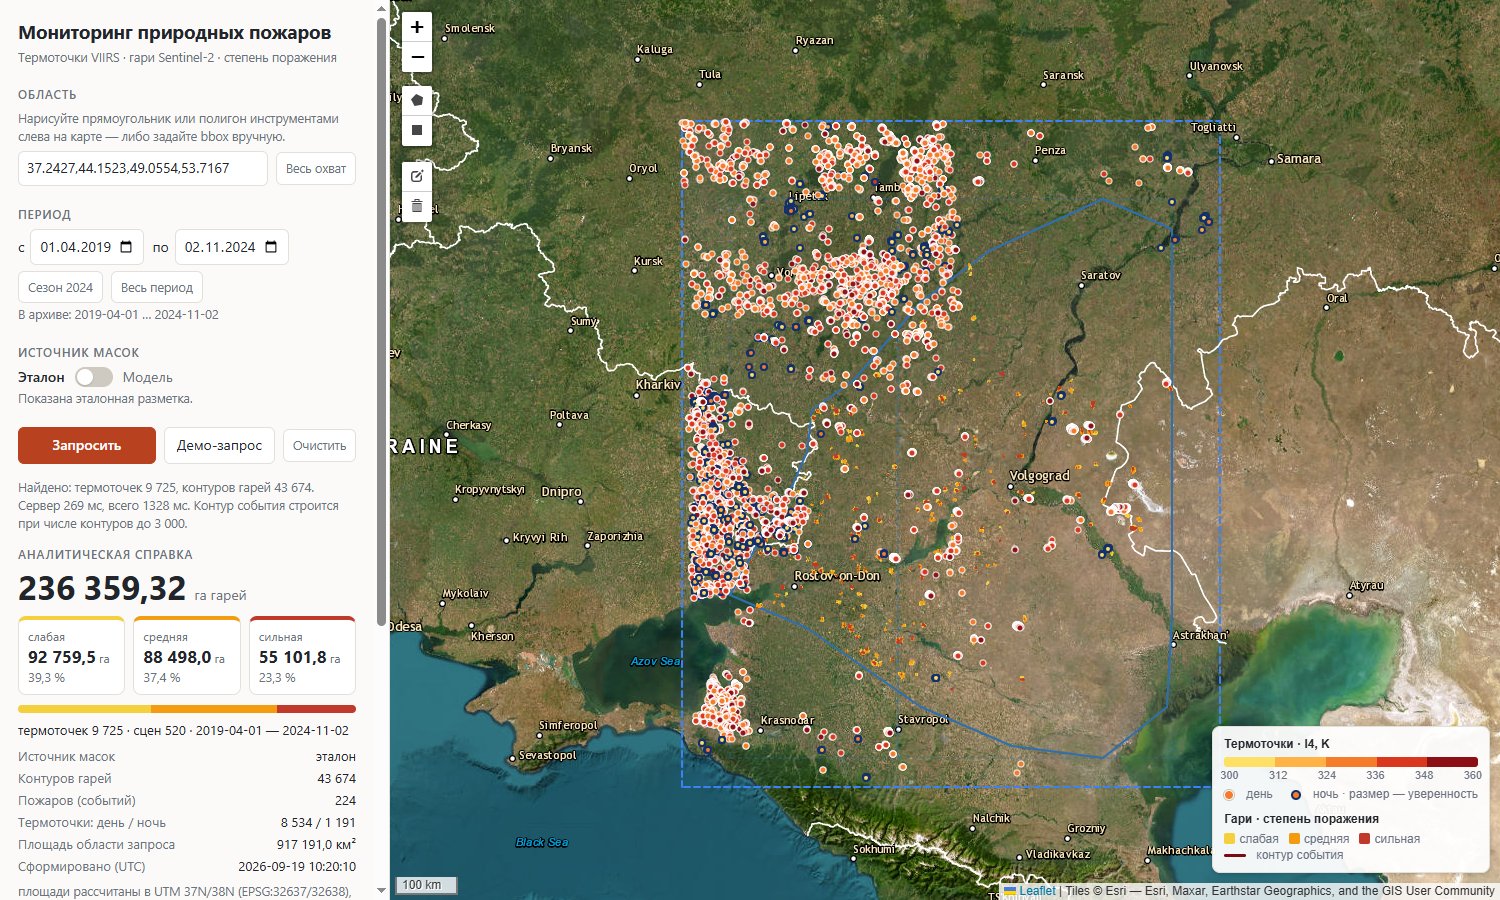 Мониторинг природных пожаров
Термоточки VIIRS · гари Sentinel-2 · степень поражения
ОБЛАСТЬ
Нарисуйте прямоугольник или полигон инструментами
слева на карте — либо задайте bbox вручную.
37.2427,44.1523,49.0554,53.7167
Весь охват
ПЕРИОД
с 01.04.2019 по 02.11.2024
Сезон 2024 Весь период
В архиве: 2019-04-01 ... 2024-11-02
ИСТОЧНИК МАСОК
Эталон Модель
Показана эталонная разметка.
Запросить Демо-запрос Очистить
Найдено: термоточек 9 725, контуров гарей 43 674.
Сервер 269 мс, всего 1328 мс. Контур события строится
при числе контуров до 3 000.
АНАЛИТИЧЕСКАЯ СПРАВКА
236 359,32 га гарей
слабая средняя сильная
92 759,5 га 88 498,0 га 55 101,8 га
39,3 % 37,4 % 23,3 %
термоточек 9 725 · сцен 520 · 2019-04-01 — 2024-11-02
Источник масок эталон
Контуров гарей 43 674
Пожаров (событий) 224
Термоточки: день / ночь 8 534 / 1 191
Площадь области запроса 917 191,0 км²
Сформировано (UTC) 2026-09-19 10:20:10
площади рассчитаны в UTM 37N/38N (EPSG:32637/32638),
+
−
Smolensk
Kaluga
Ryazan
Tula
Saransk
Ulyanovsk
Bryansk
Oryol
Penza
Togliatti
Samara
Kursk
Saratov
Oral
Sumy
Kharkiv
Poltava
Cherkasy
RAINE
Kropyvnytskyi
Dnipro
Volgograd
Kryvyi Rih
Zaporizhia
Rostov-on-Don
Mykolaiv
Atyrau
Odesa
Kherson
Astrakhan'
Azov Sea
Krasnodar
Stavropol
Simferopol
Sevastopol
Black Sea
Nalchik
Grozny
Sokhumi
Vladikavkaz
Makhachkala
100 km
Термоточки · I4, K
300 312 324 336 348 360
день ночь · размер — уверенность
Гари · степень поражения
слабая средняя сильная
контур события
Leaflet | Tiles © Esri — Esri, Maxar, Earthstar Geographics, and the GIS User Community